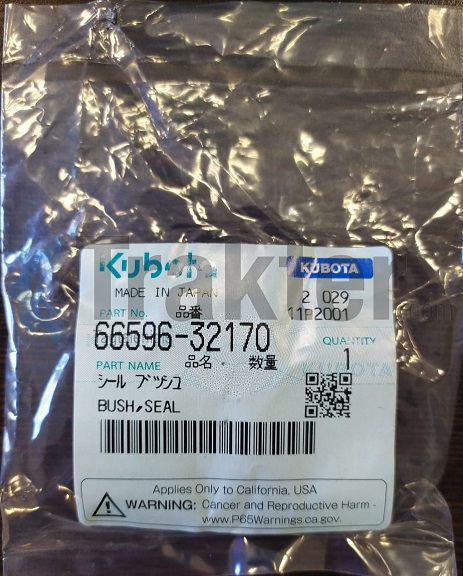 Kubota KUBOTA
MADE IN JAPAN 2 029
PART No. 品番 11P2001
66596-32170 QUANTITY
PART NAME 品名 . 数量 1
シール ブッシュ
BUSH,SEAL
Applies Only to California, USA
WARNING: Cancer and Reproductive Harm -
www.P65Warnings.ca.gov.